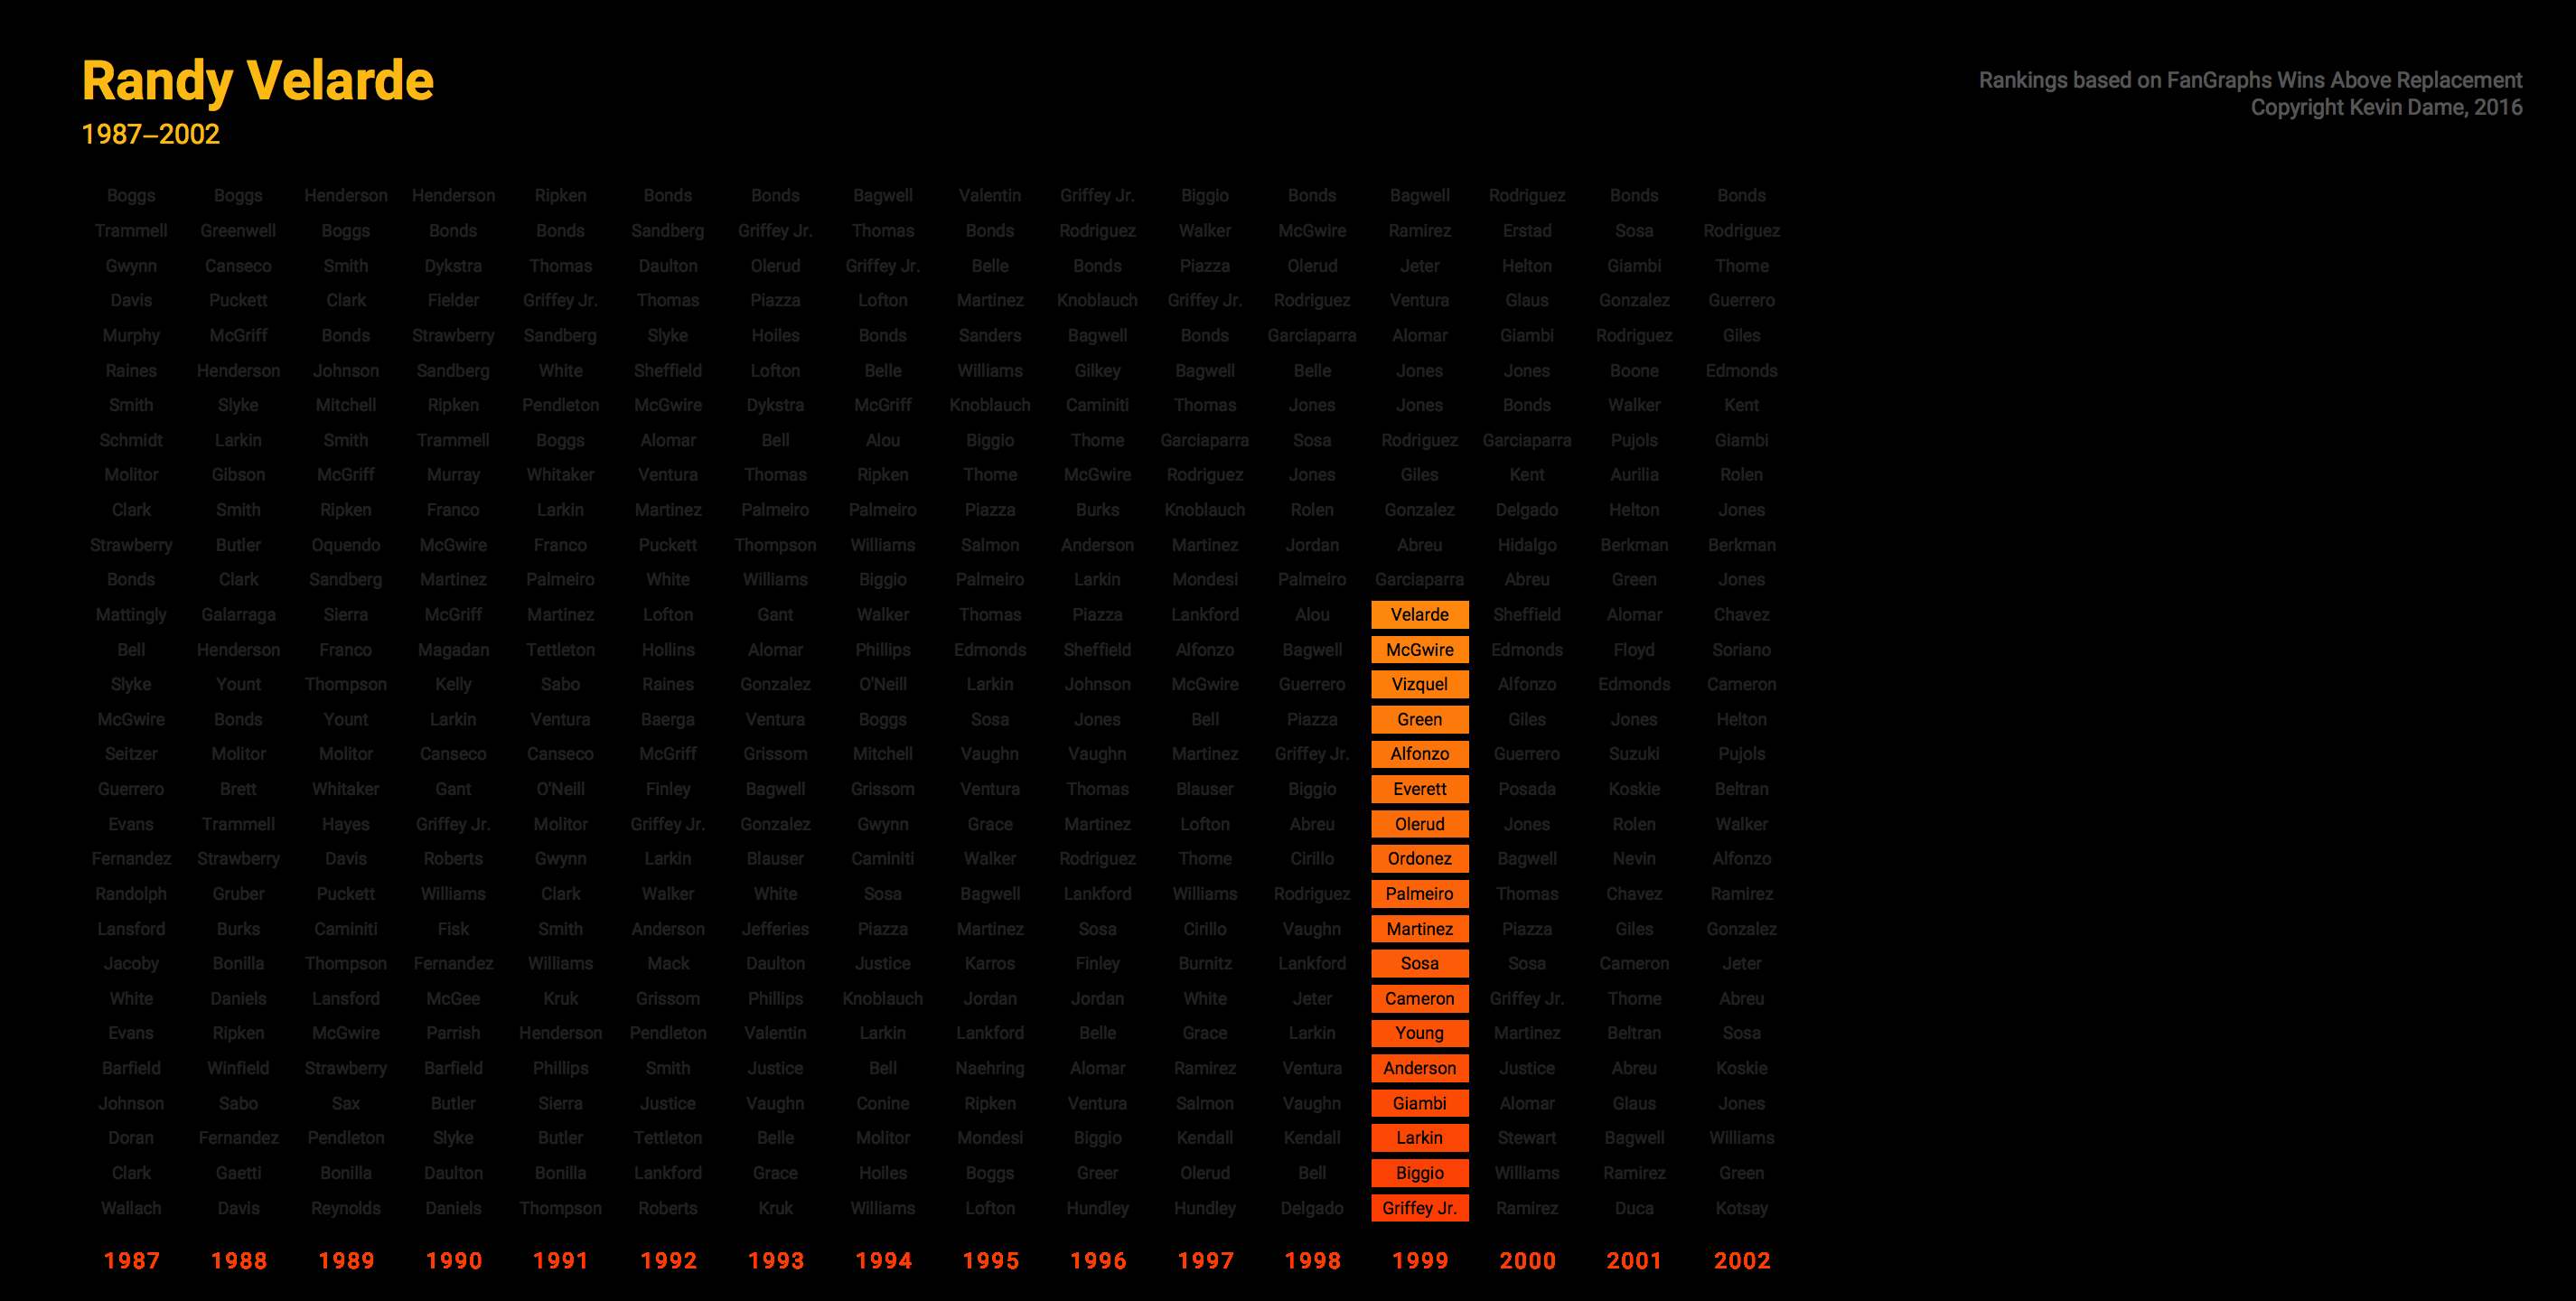 Randy Velarde
1987–2002
Rankings based on FanGraphs Wins Above Replacement
Copyright Kevin Dame, 2016
Boggs Boggs Henderson Henderson Ripken Bonds Bonds Bagwell Valentin Griffey Jr. Biggio Bonds Bagwell Rodriguez Bonds Bonds
Trammell Greenwell Boggs Bonds Bonds Sandberg Griffey Jr. Thomas Bonds Rodriguez Walker McGwire Ramirez Erstad Sosa Rodriguez
Gwynn Canseco Smith Dykstra Thomas Daulton Olerud Griffey Jr. Belle Bonds Piazza Olerud Jeter Helton Giambi Thome
Davis Puckett Clark Fielder Griffey Jr. Thomas Piazza Lofton Martinez Knoblauch Griffey Jr. Rodriguez Ventura Glaus Gonzalez Guerrero
Murphy McGriff Bonds Strawberry Sandberg Slyke Hoiles Bonds Sanders Bagwell Bonds Garciaparra Alomar Giambi Rodriguez Giles
Raines Henderson Johnson Sandberg White Sheffield Lofton Belle Williams Gilkey Bagwell Belle Jones Jones Boone Edmonds
Smith Slyke Mitchell Ripken Pendleton McGwire Dykstra McGriff Knoblauch Caminiti Thomas Jones Jones Bonds Walker Kent
Schmidt Larkin Smith Trammell Boggs Alomar Bell Alou Biggio Thome Garciaparra Sosa Rodriguez Garciaparra Pujols Giambi
Molitor Gibson McGriff Murray Whitaker Ventura Thomas Ripken Thome McGwire Rodriguez Jones Giles Kent Aurilia Rolen
Clark Smith Ripken Franco Larkin Martinez Palmeiro Palmeiro Piazza Burks Knoblauch Rolen Gonzalez Delgado Helton Jones
Strawberry Butler Oquendo McGwire Franco Puckett Thompson Williams Salmon Anderson Martinez Jordan Abreu Hidalgo Berkman Berkman
Bonds Clark Sandberg Martinez Palmeiro White Williams Biggio Palmeiro Larkin Mondesi Palmeiro Garciaparra Abreu Green Jones
Mattingly Galarraga Sierra McGriff Martinez Lofton Gant Walker Thomas Piazza Lankford Alou Velarde Sheffield Alomar Chavez
Bell Henderson Franco Magadan Tettleton Hollins Alomar Phillips Edmonds Sheffield Alfonzo Bagwell McGwire Edmonds Floyd Soriano
Slyke Yount Thompson Kelly Sabo Raines Gonzalez O'Neill Larkin Johnson McGwire Guerrero Vizquel Alfonzo Edmonds Cameron
McGwire Bonds Yount Larkin Ventura Baerga Ventura Boggs Sosa Jones Bell Piazza Green Giles Jones Helton
Seitzer Molitor Molitor Canseco Canseco McGriff Grissom Mitchell Vaughn Vaughn Martinez Griffey Jr. Alfonzo Guerrero Suzuki Pujols
Guerrero Brett Whitaker Gant O'Neill Finley Bagwell Grissom Ventura Thomas Blauser Biggio Everett Posada Koskie Beltran
Evans Trammell Hayes Griffey Jr. Molitor Griffey Jr. Gonzalez Gwynn Grace Martinez Lofton Abreu Olerud Jones Rolen Walker
Fernandez Strawberry Davis Roberts Gwynn Larkin Blauser Caminiti Walker Rodriguez Thome Cirillo Ordonez Bagwell Nevin Alfonzo
Randolph Gruber Puckett Williams Clark Walker White Sosa Bagwell Lankford Williams Rodriguez Palmeiro Thomas Chavez Ramirez
Lansford Burks Caminiti Fisk Smith Anderson Jefferies Piazza Martinez Sosa Cirillo Vaughn Martinez Piazza Giles Gonzalez
Jacoby Bonilla Thompson Fernandez Williams Mack Daulton Justice Karros Finley Burnitz Lankford Sosa Sosa Cameron Jeter
White Daniels Lansford McGee Kruk Grissom Phillips Knoblauch Jordan Jordan White Jeter Cameron Griffey Jr. Thome Abreu
Evans Ripken McGwire Parrish Henderson Pendleton Valentin Larkin Lankford Belle Grace Larkin Young Martinez Beltran Sosa
Barfield Winfield Strawberry Barfield Phillips Smith Justice Bell Naehring Alomar Ramirez Ventura Anderson Justice Abreu Koskie
Johnson Sabo Sax Butler Sierra Justice Vaughn Conine Ripken Ventura Salmon Vaughn Giambi Alomar Glaus Jones
Doran Fernandez Pendleton Slyke Butler Tettleton Belle Molitor Mondesi Biggio Kendall Kendall Larkin Stewart Bagwell Williams
Clark Gaetti Bonilla Daulton Bonilla Lankford Grace Hoiles Boggs Greer Olerud Bell Biggio Williams Ramirez Green
Wallach Davis Reynolds Daniels Thompson Roberts Kruk Williams Lofton Hundley Hundley Delgado Griffey Jr. Ramirez Duca Kotsay
1987 1988 1989 1990 1991 1992 1993 1994 1995 1996 1997 1998 1999 2000 2001 2002